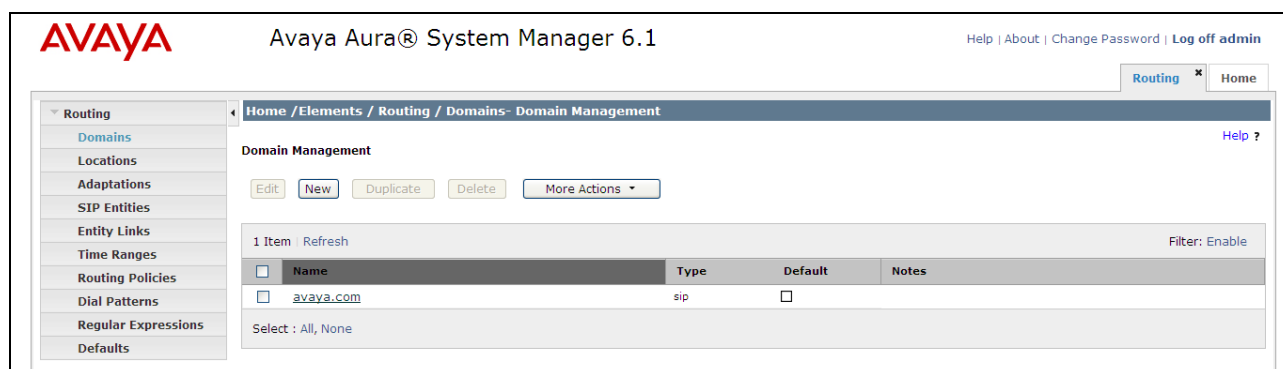 AVAYA
Avaya Aura® System Manager 6.1
Help | About | Change Password | Log off admin
Routing × Home
Routing
Domains
Locations
Adaptations
SIP Entities
Entity Links
Time Ranges
Routing Policies
Dial Patterns
Regular Expressions
Defaults
Home /Elements / Routing / Domains- Domain Management
Help ?
Domain Management
Edit New Duplicate Delete More Actions
1 Item | Refresh Filter: Enable
Name Type Default Notes
avaya.com sip
Select : All, None